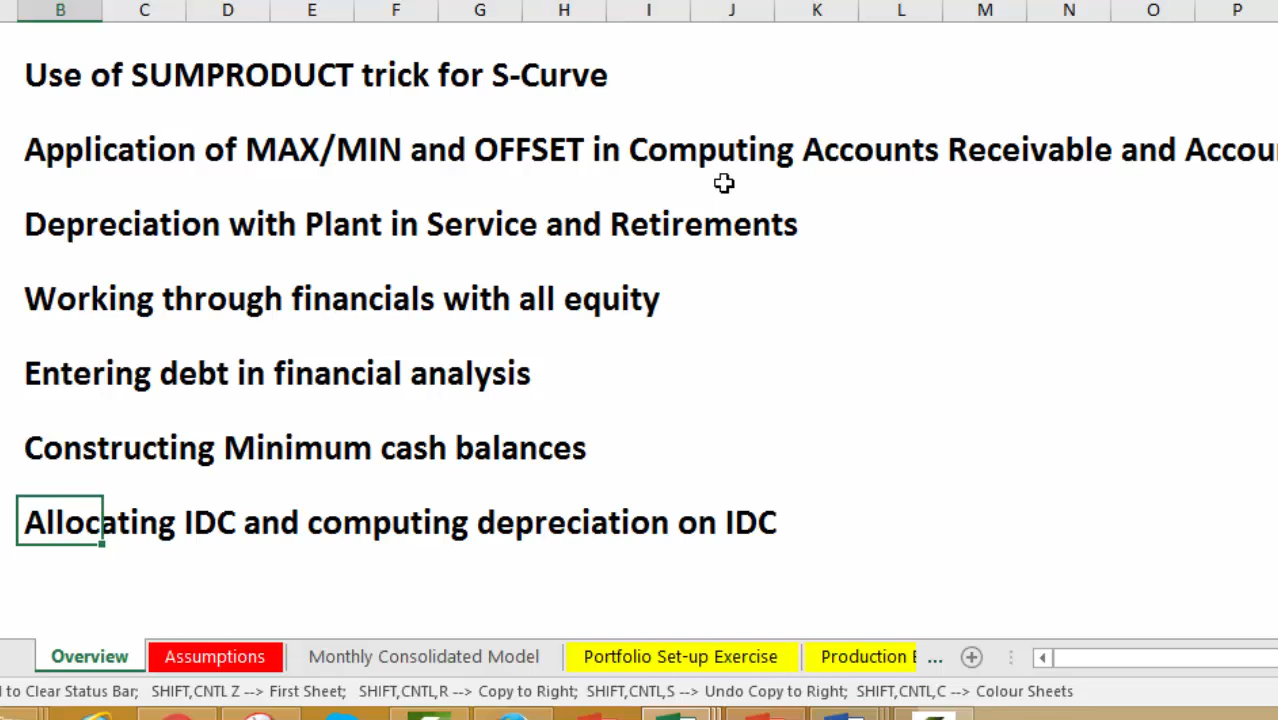 B C D E F G H I J K L M N O P
Use of SUMPRODUCT trick for S-Curve
Application of MAX/MIN and OFFSET in Computing Accounts Receivable and Accou
Depreciation with Plant in Service and Retirements
Working through financials with all equity
Entering debt in financial analysis
Constructing Minimum cash balances
Allocating IDC and computing depreciation on IDC
Overview Assumptions Monthly Consolidated Model Portfolio Set-up Exercise Production E ...
l to Clear Status Bar; SHIFT,CNTL Z --> First Sheet; SHIFT,CNTL,R --> Copy to Right; SHIFT,CNTL,S --> Undo Copy to Right; SHIFT,CNTL,C --> Colour Sheets